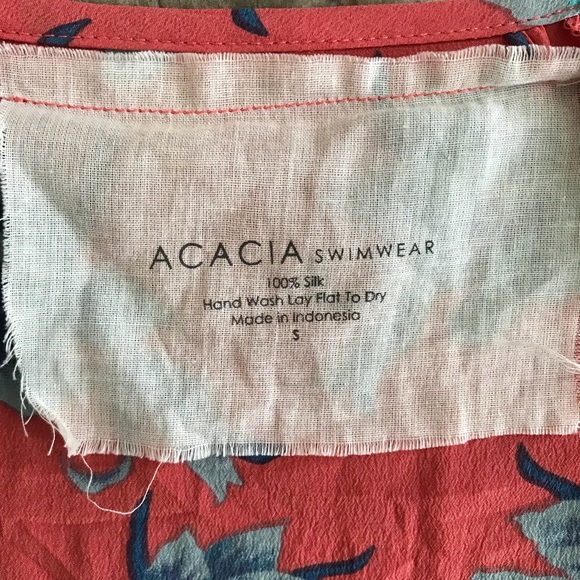 ACACIA SWIMWEAR
100% Silk
Hand Wash Lay Flat To Dry
Made in Indonesia
S